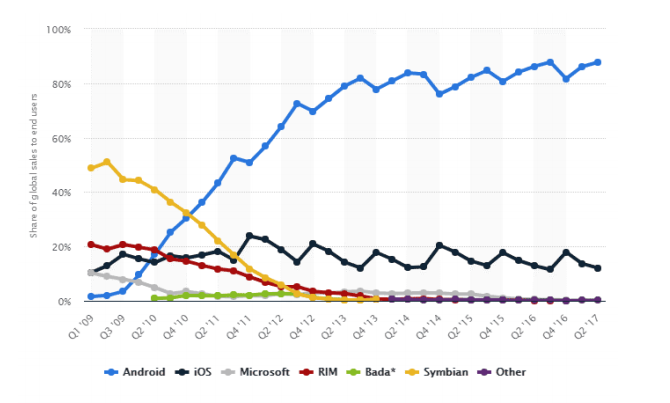 100%
80%
60%
40%
20%
0%
Share of global sales to end users
Q1 '09
Q3 '09
Q2 '10
Q4 '10
Q2 '11
Q4 '11
Q2 '12
Q4 '12
Q2 '13
Q4 '13
Q2 '14
Q4 '14
Q2 '15
Q4 '15
Q2 '16
Q4 '16
Q2 '17
Android iOS Microsoft RIM Bada* Symbian Other